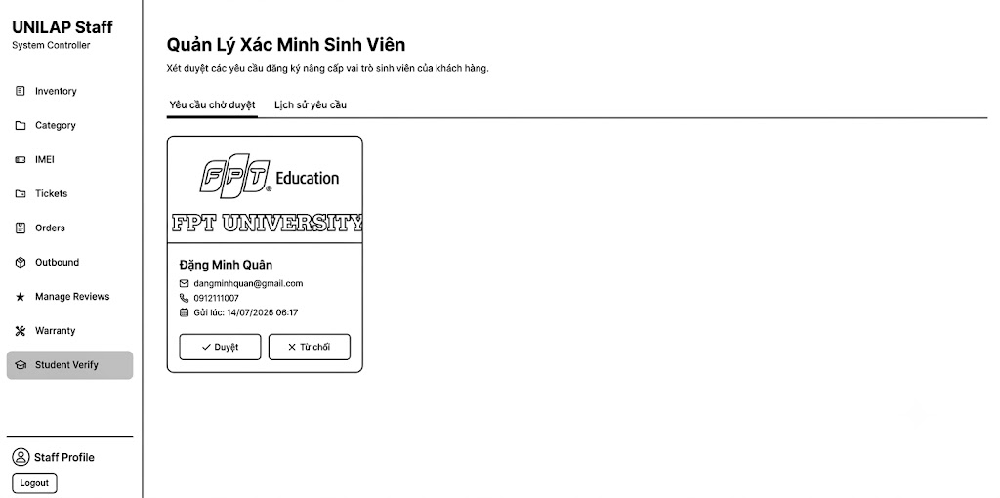 UNILAP Staff
System Controller
Inventory
Category
IMEI
Tickets
Orders
Outbound
Manage Reviews
Warranty
Student Verify
Staff Profile
Logout
Quản Lý Xác Minh Sinh Viên
Xét duyệt các yêu cầu đăng ký nâng cấp vai trò sinh viên của khách hàng.
Yêu cầu chờ duyệt
Lịch sử yêu cầu
FPT® Education
FPT UNIVERSITY
Đặng Minh Quân
dangminhquan@gmail.com
0912111007
Gửi lúc: 14/07/2026 06:17
Duyệt
Từ chối